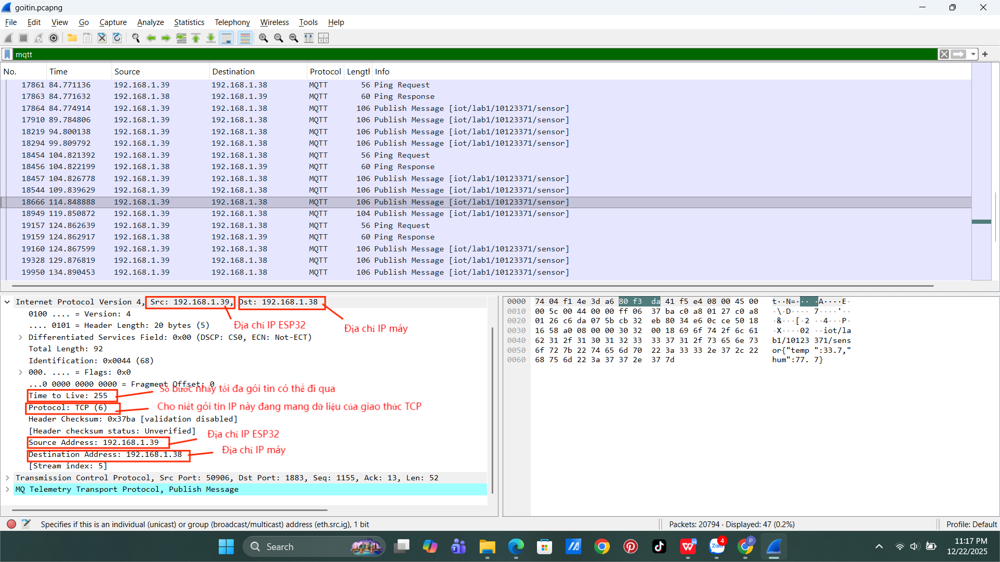 goitin.pcapng
File Edit View Go Capture Analyze Statistics Telephony Wireless Tools Help
mqtt
No. Time Source Destination Protocol Length Info
17861 84.771136 192.168.1.39 192.168.1.38 MQTT 56 Ping Request
17863 84.771632 192.168.1.38 192.168.1.39 MQTT 60 Ping Response
17864 84.774914 192.168.1.39 192.168.1.38 MQTT 106 Publish Message [iot/lab1/10123371/sensor]
17910 89.784806 192.168.1.39 192.168.1.38 MQTT 106 Publish Message [iot/lab1/10123371/sensor]
18219 94.800138 192.168.1.39 192.168.1.38 MQTT 106 Publish Message [iot/lab1/10123371/sensor]
18294 99.809792 192.168.1.39 192.168.1.38 MQTT 106 Publish Message [iot/lab1/10123371/sensor]
18454 104.821392 192.168.1.39 192.168.1.38 MQTT 56 Ping Request
18456 104.822199 192.168.1.38 192.168.1.39 MQTT 60 Ping Response
18457 104.826778 192.168.1.39 192.168.1.38 MQTT 106 Publish Message [iot/lab1/10123371/sensor]
18544 109.839629 192.168.1.39 192.168.1.38 MQTT 106 Publish Message [iot/lab1/10123371/sensor]
18666 114.848888 192.168.1.39 192.168.1.38 MQTT 106 Publish Message [iot/lab1/10123371/sensor]
18949 119.850872 192.168.1.39 192.168.1.38 MQTT 104 Publish Message [iot/lab1/10123371/sensor]
19157 124.862639 192.168.1.39 192.168.1.38 MQTT 56 Ping Request
19159 124.862917 192.168.1.38 192.168.1.39 MQTT 60 Ping Response
19160 124.867599 192.168.1.39 192.168.1.38 MQTT 106 Publish Message [iot/lab1/10123371/sensor]
19328 129.876819 192.168.1.39 192.168.1.38 MQTT 106 Publish Message [iot/lab1/10123371/sensor]
19950 134.890453 192.168.1.39 192.168.1.38 MQTT 106 Publish Message [iot/lab1/10123371/sensor]
Internet Protocol Version 4, Src: 192.168.1.39, Dst: 192.168.1.38
0100 .... = Version: 4
.... 0101 = Header Length: 20 bytes (5)
Địa chỉ IP ESP32
Địa chỉ IP máy
Differentiated Services Field: 0x00 (DSCP: CS0, ECN: Not-ECT)
Total Length: 92
Identification: 0x0044 (68)
000. .... = Flags: 0x0
...0 0000 0000 0000 = Fragment Offset: 0
Số bước nhảy tối đa gói tin có thể đi qua
Time to Live: 255
Protocol: TCP (6)
Cho niết gói tin IP này đang mang dữ liệu của giao thức TCP
Header Checksum: 0x37ba [validation disabled]
[Header checksum status: Unverified]
Địa chỉ IP ESP32
Source Address: 192.168.1.39
Địa chỉ IP máy
Destination Address: 192.168.1.38
[Stream index: 5]
Transmission Control Protocol, Src Port: 50906, Dst Port: 1883, Seq: 1155, Ack: 13, Len: 52
MQ Telemetry Transport Protocol, Publish Message
0000 74 04 f1 4e 3d a6 80 f3 da 41 f5 e4 08 00 45 00 t··N=·····A····E·
0010 00 5c 00 44 00 00 ff 06 37 ba c0 a8 01 27 c0 a8 ·\·D····7····'··
0020 01 26 c6 da 07 5b cb 32 eb 80 34 e6 0c ce 50 18 ·&···[·2··4···P·
0030 16 58 a0 08 00 00 30 32 00 18 69 6f 74 2f 6c 61 ·X····02··iot/la
0040 62 31 2f 31 30 31 32 33 33 37 31 2f 73 65 6e 73 b1/10123371/sens
0050 6f 72 7b 22 74 65 6d 70 22 3a 33 33 2e 37 2c 22 or{"temp":33.7,"
0060 68 75 6d 22 3a 37 37 2e 37 7d hum":77.7}
Specifies if this is an individual (unicast) or group (broadcast/multicast) address (eth.src.ig), 1 bit
Packets: 20794 · Displayed: 47 (0.2%)
Profile: Default
Search
Zalo
4
P
11:17 PM
12/22/2025